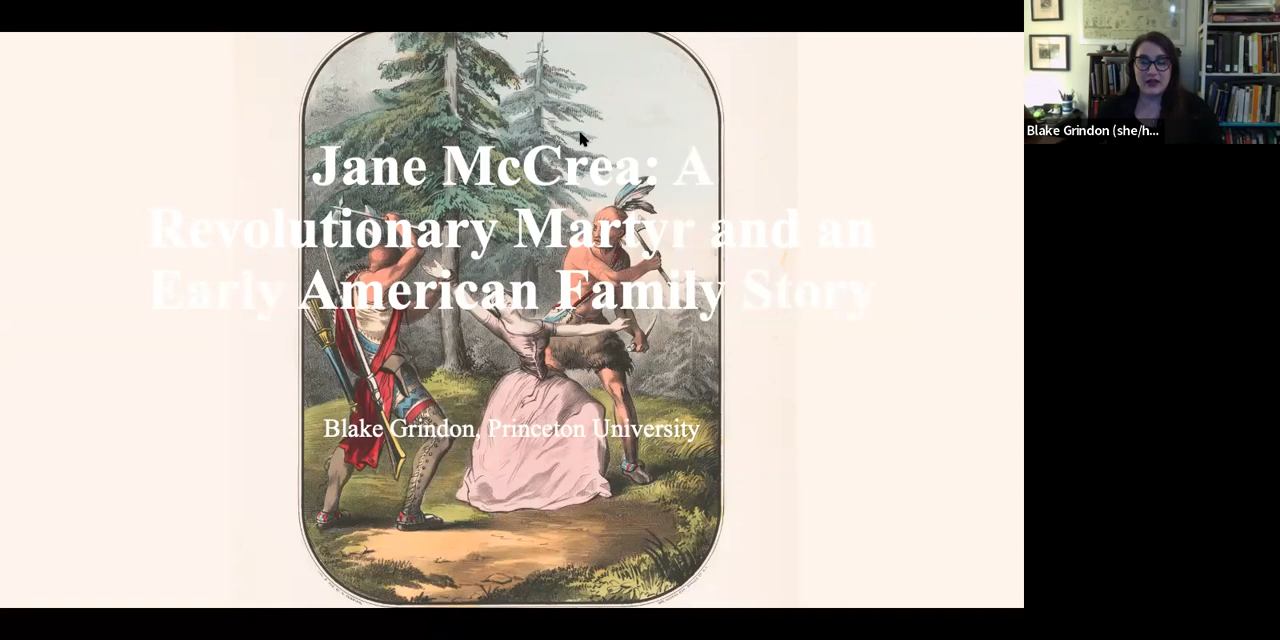 Jane McCrea: A
Revolutionary Martyr and an
Early American Family Story
Blake Grindon, Princeton University
Blake Grindon (she/h...